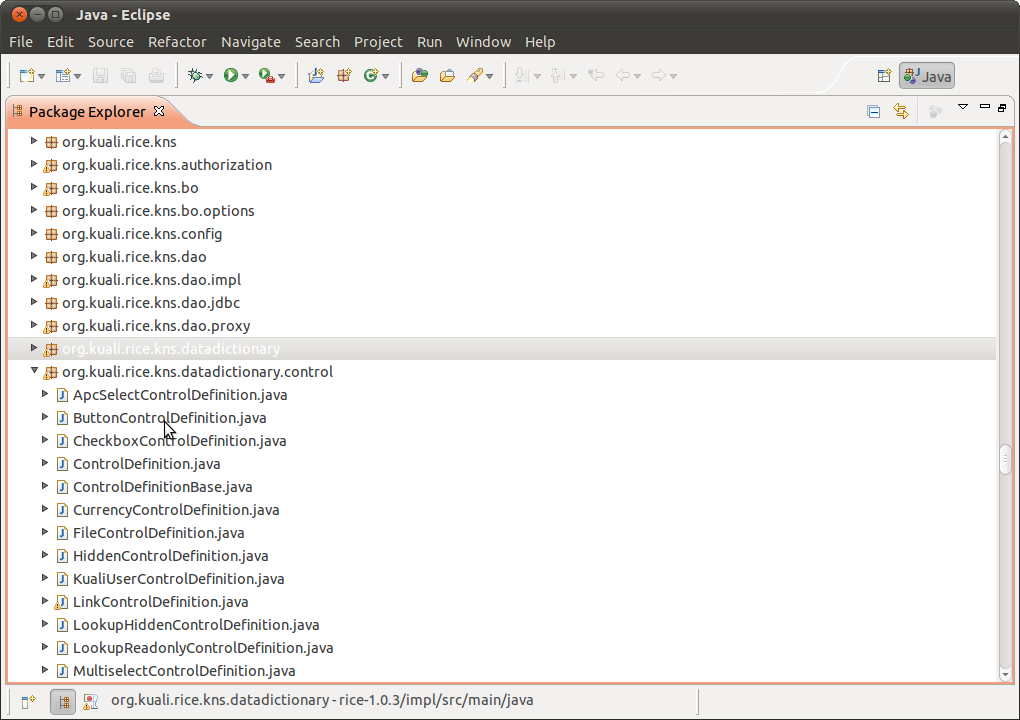 Java - Eclipse
File Edit Source Refactor Navigate Search Project Run Window Help
Java
Package Explorer
org.kuali.rice.kns
org.kuali.rice.kns.authorization
org.kuali.rice.kns.bo
org.kuali.rice.kns.bo.options
org.kuali.rice.kns.config
org.kuali.rice.kns.dao
org.kuali.rice.kns.dao.impl
org.kuali.rice.kns.dao.jdbc
org.kuali.rice.kns.dao.proxy
org.kuali.rice.kns.datadictionary
org.kuali.rice.kns.datadictionary.control
ApcSelectControlDefinition.java
ButtonControlDefinition.java
CheckboxControlDefinition.java
ControlDefinition.java
ControlDefinitionBase.java
CurrencyControlDefinition.java
FileControlDefinition.java
HiddenControlDefinition.java
KualiUserControlDefinition.java
LinkControlDefinition.java
LookupHiddenControlDefinition.java
LookupReadonlyControlDefinition.java
MultiselectControlDefinition.java
org.kuali.rice.kns.datadictionary - rice-1.0.3/impl/src/main/java